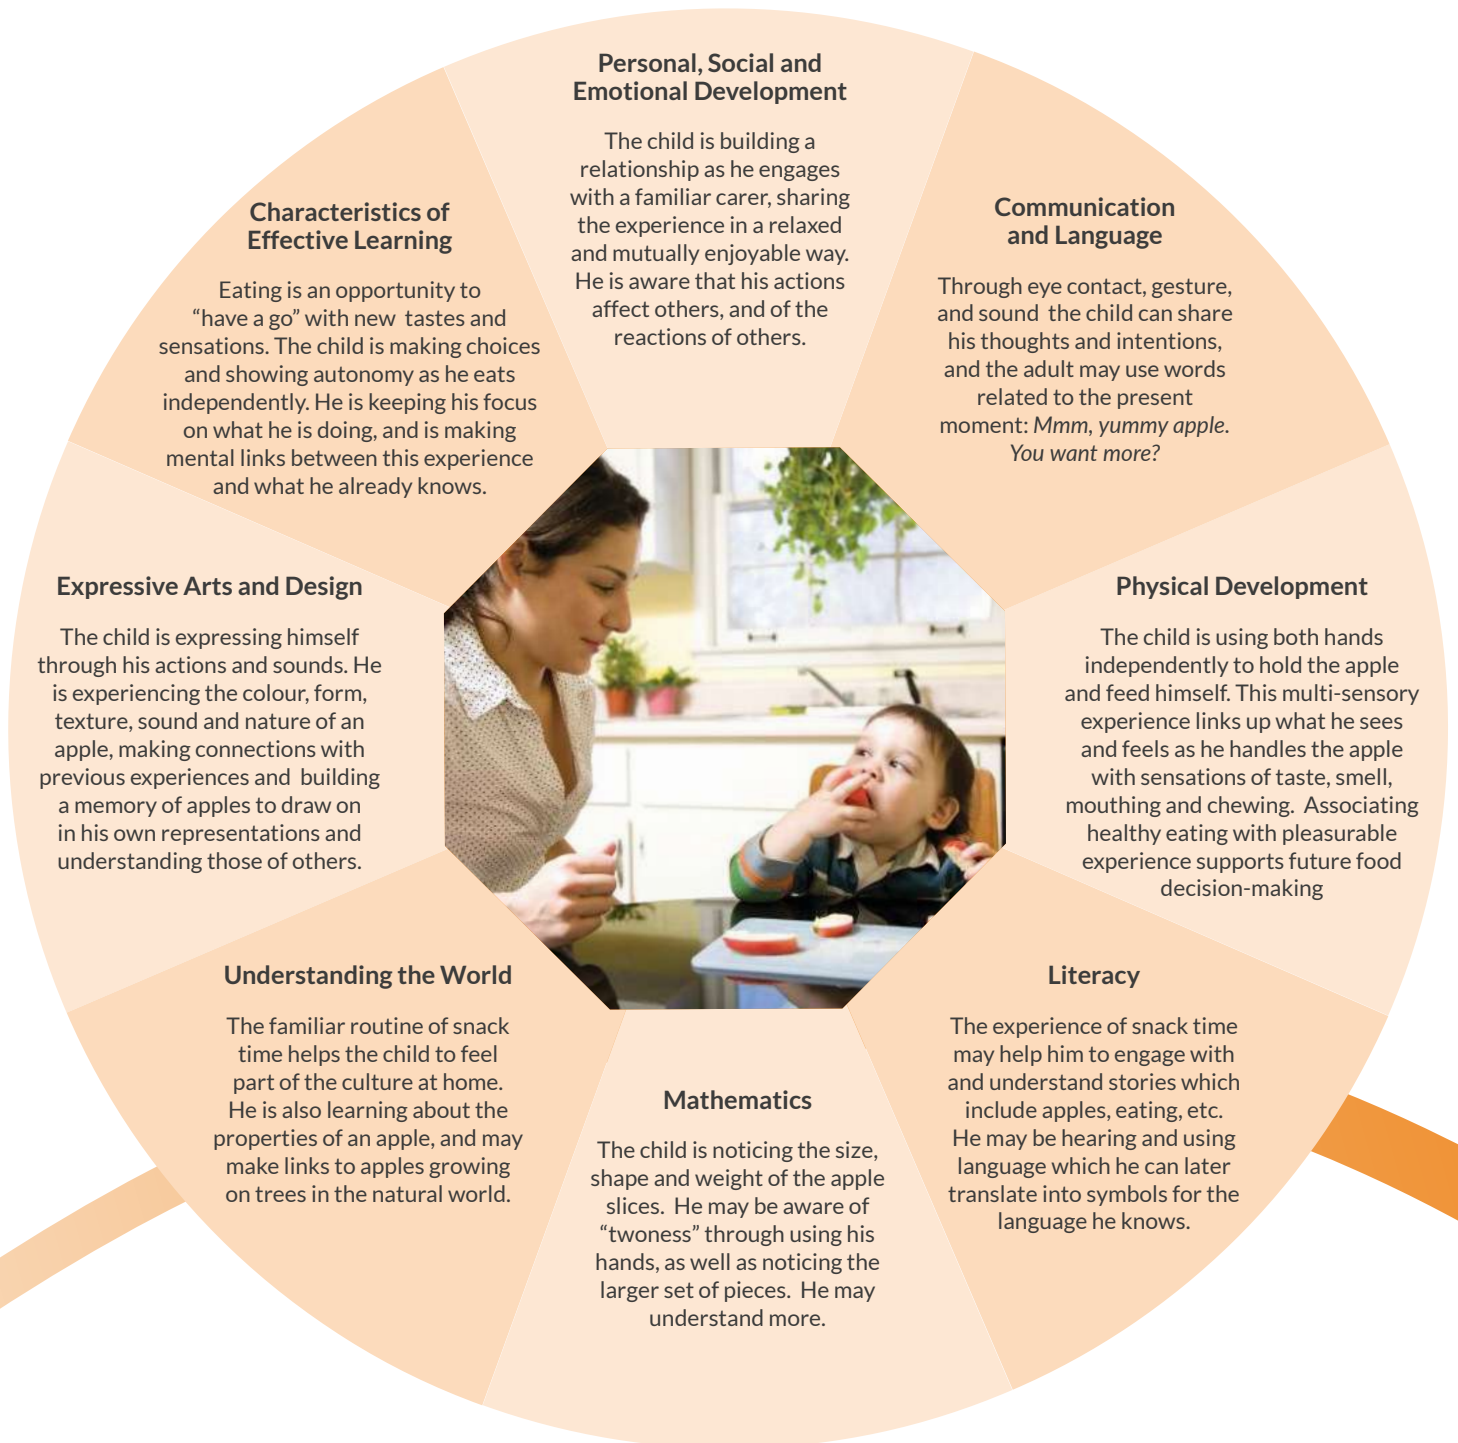 Personal, Social and
Emotional Development
The child is building a
relationship as he engages
with a familiar carer, sharing
the experience in a relaxed
and mutually enjoyable way.
He is aware that his actions
affect others, and of the
reactions of others.
Communication
and Language
Through eye contact, gesture,
and sound the child can share
his thoughts and intentions,
and the adult may use words
related to the present
moment: Mmm, yummy apple.
You want more?
Physical Development
The child is using both hands
independently to hold the apple
and feed himself. This multi-sensory
experience links up what he sees
and feels as he handles the apple
with sensations of taste, smell,
mouthing and chewing. Associating
healthy eating with pleasurable
experience supports future food
decision-making
Literacy
The experience of snack time
may help him to engage with
and understand stories which
include apples, eating, etc.
He may be hearing and using
language which he can later
translate into symbols for the
language he knows.
Mathematics
The child is noticing the size,
shape and weight of the apple
slices. He may be aware of
“twoness” through using his
hands, as well as noticing the
larger set of pieces. He may
understand more.
Understanding the World
The familiar routine of snack
time helps the child to feel
part of the culture at home.
He is also learning about the
properties of an apple, and may
make links to apples growing
on trees in the natural world.
Expressive Arts and Design
The child is expressing himself
through his actions and sounds. He
is experiencing the colour, form,
texture, sound and nature of an
apple, making connections with
previous experiences and building
a memory of apples to draw on
in his own representations and
understanding those of others.
Characteristics of
Effective Learning
Eating is an opportunity to
“have a go” with new tastes and
sensations. The child is making choices
and showing autonomy as he eats
independently. He is keeping his focus
on what he is doing, and is making
mental links between this experience
and what he already knows.